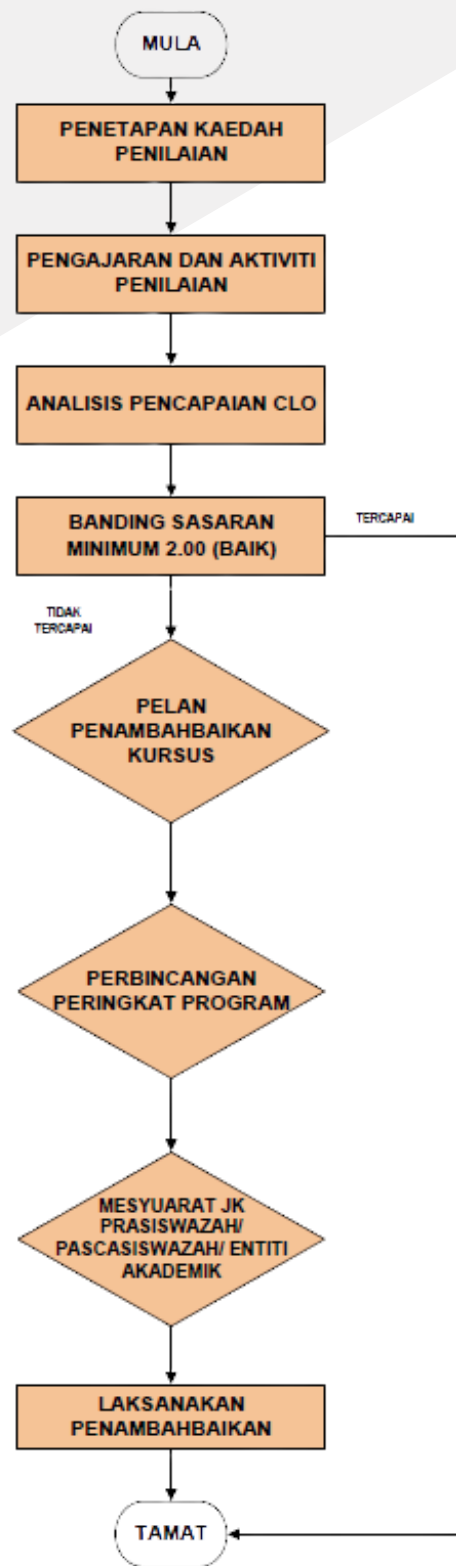 MULA
PENETAPAN KAEDAH
PENILAIAN
PENGAJARAN DAN AKTIVITI
PENILAIAN
ANALISIS PENCAPAIAN CLO
BANDING SASARAN
MINIMUM 2.00 (BAIK)
TERCAPAI
TIDAK
TERCAPAI
PELAN
PENAMBAHBAIKAN
KURSUS
PERBINCANGAN
PERINGKAT PROGRAM
MESYUARAT JK
PRASISWAZAH/
PASCASISWAZAH/ ENTITI
AKADEMIK
LAKSANAKAN
PENAMBAHBAIKAN
TAMAT